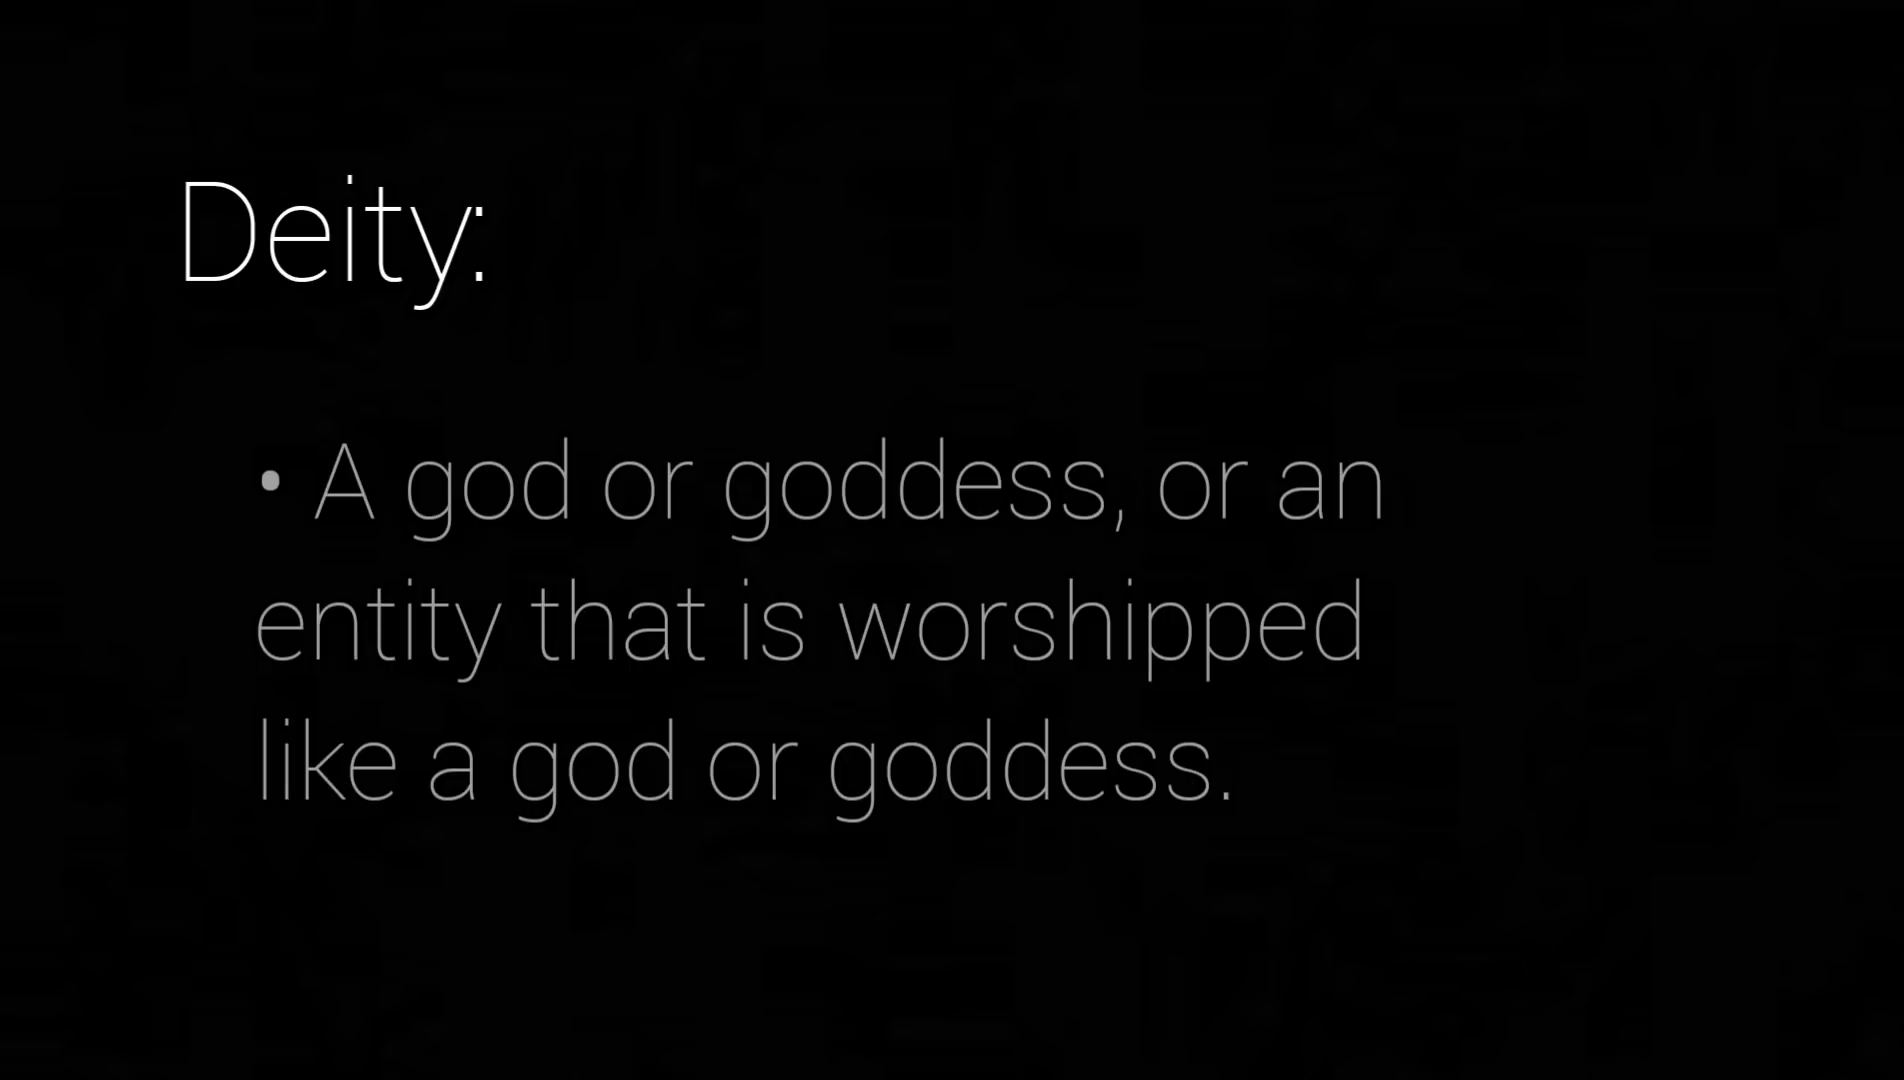 Deity:
• A god or goddess, or an
entity that is worshipped
like a god or goddess.